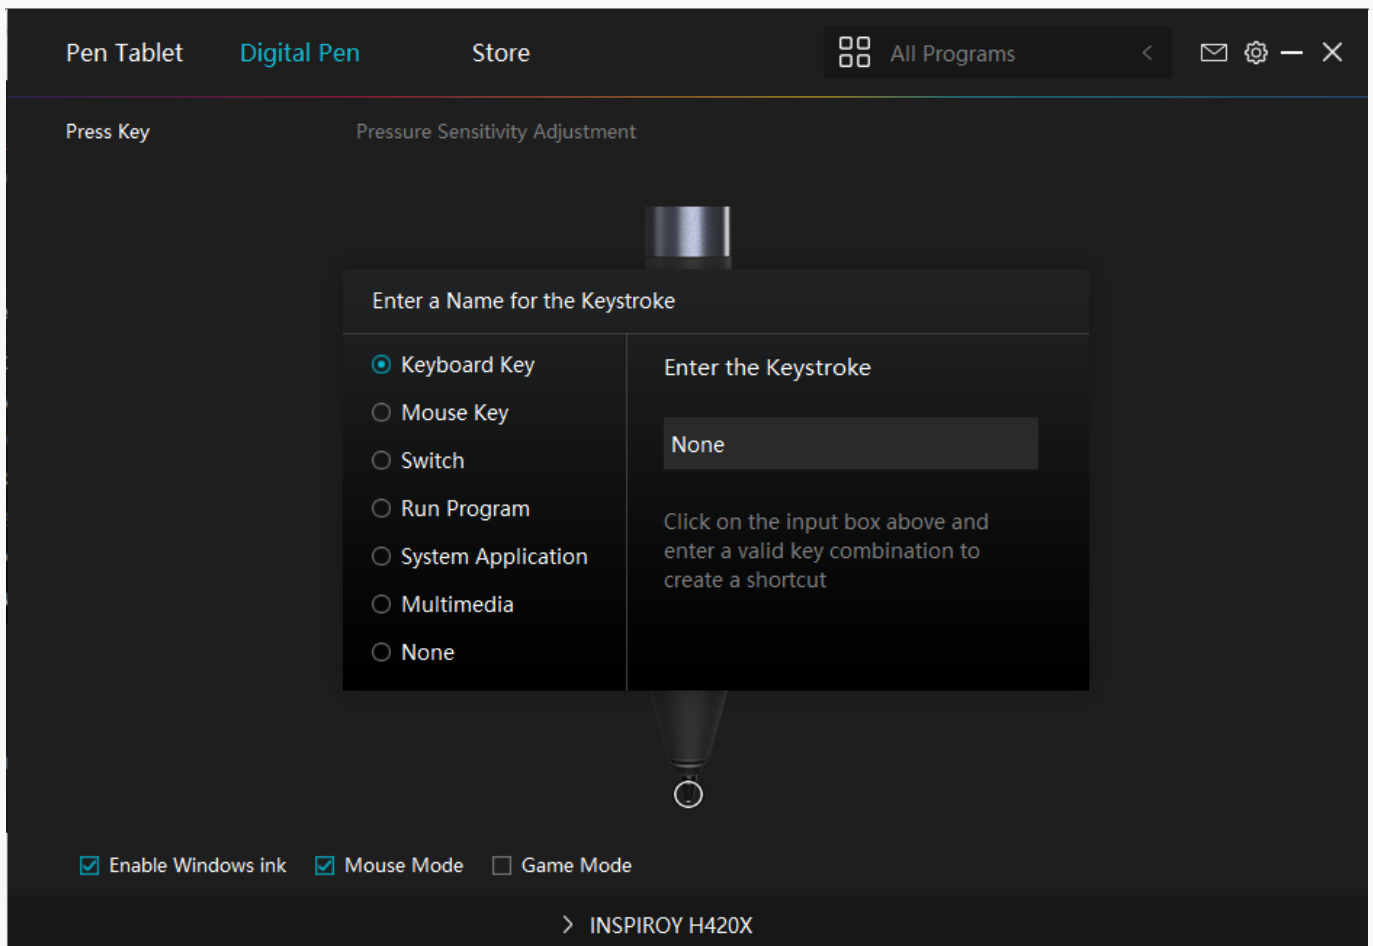 Pen Tablet Digital Pen Store All Programs
Press Key Pressure Sensitivity Adjustment
Enter a Name for the Keystroke
Keyboard Key
Mouse Key
Switch
Run Program
System Application
Multimedia
None
Enter the Keystroke
None
Click on the input box above and
enter a valid key combination to
create a shortcut
Enable Windows ink Mouse Mode Game Mode
INSPIROY H420X